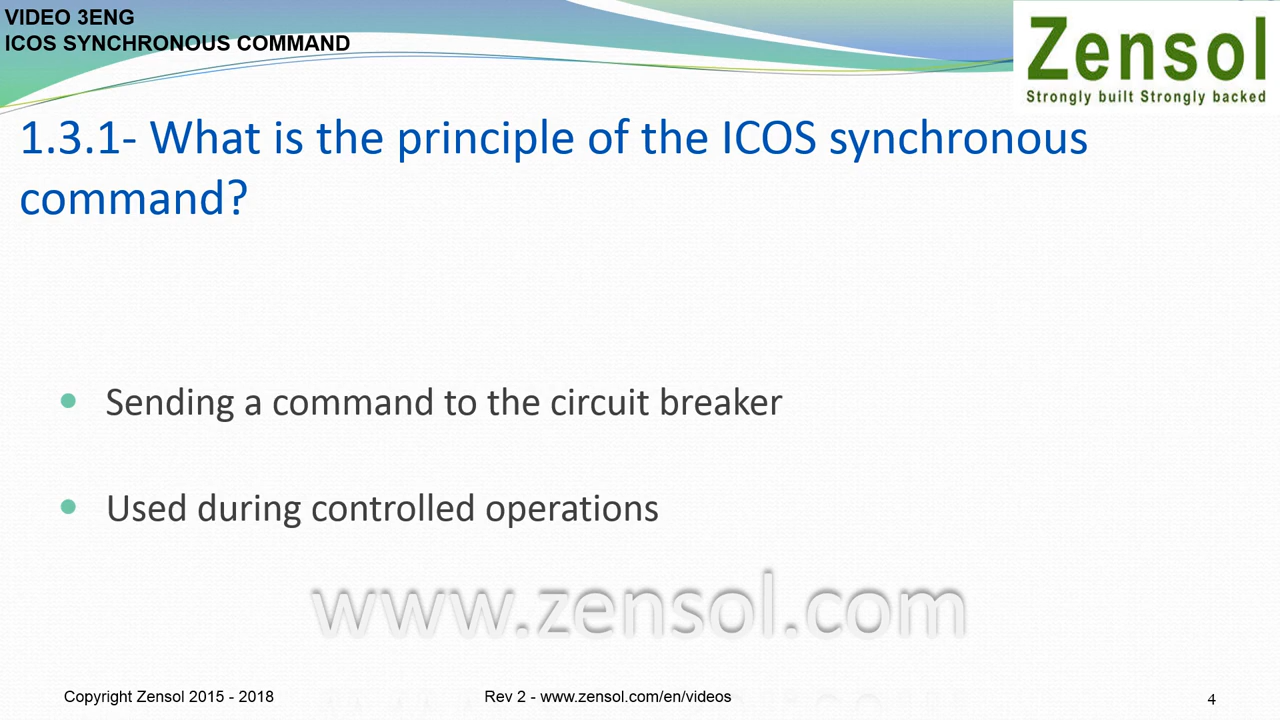 VIDEO 3ENG
ICOS SYNCHRONOUS COMMAND
Zensol
Strongly built Strongly backed
1.3.1- What is the principle of the ICOS synchronous
command?
Sending a command to the circuit breaker
Used during controlled operations
www.zensol.com
Copyright Zensol 2015 - 2018
Rev 2 - www.zensol.com/en/videos
4